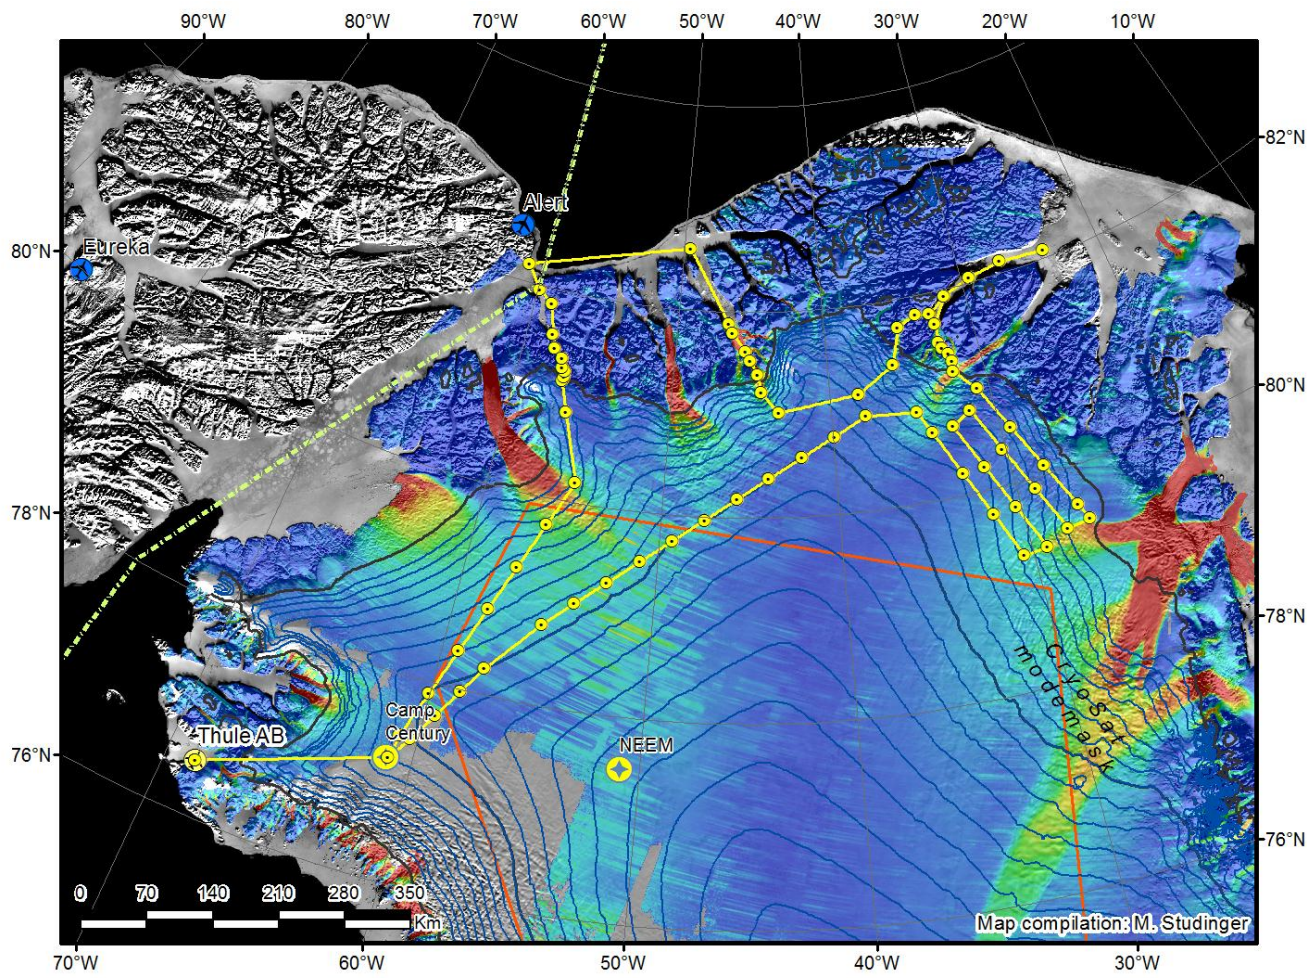 90°W 80°W 70°W 60°W 50°W 40°W 30°W 20°W 10°W
82°N
Alert
80°N
Eureka
80°N
78°N
78°N
CryoSat
mode mask
Camp
Century
Thule AB
NEEM
76°N
76°N
0 70 140 210 280 350
Km
Map compilation: M. Studinger
70°W 60°W 50°W 40°W 30°W